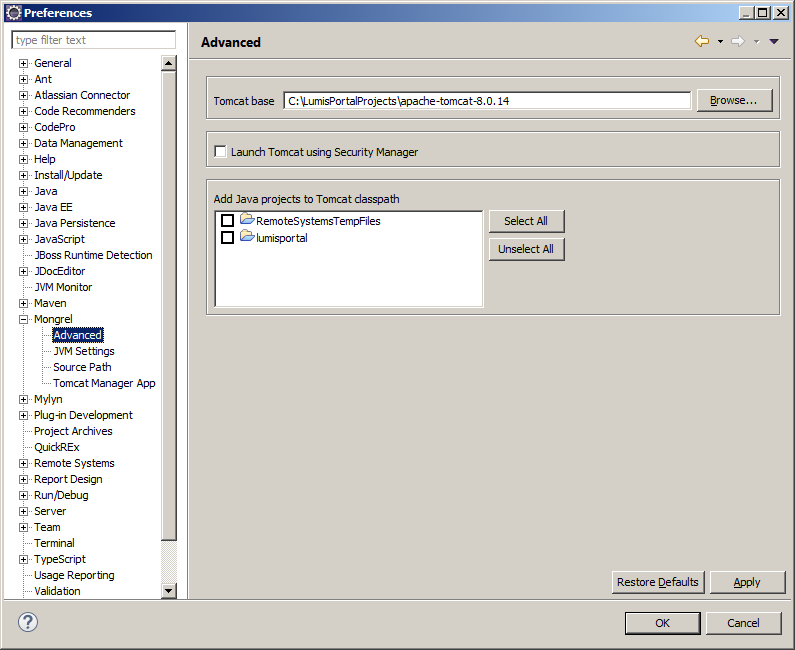 Preferences
type filter text
General
Ant
Atlassian Connector
Code Recommenders
CodePro
Data Management
Help
Install/Update
Java
Java EE
Java Persistence
JavaScript
JBoss Runtime Detection
JDocEditor
JVM Monitor
Maven
Mongrel
Advanced
JVM Settings
Source Path
Tomcat Manager App
Mylyn
Plug-in Development
Project Archives
QuickREx
Remote Systems
Report Design
Run/Debug
Server
Team
Terminal
TypeScript
Usage Reporting
Validation
Advanced
Tomcat base C:\LumisPortalProjects\apache-tomcat-8.0.14 Browse...
Launch Tomcat using Security Manager
Add Java projects to Tomcat classpath
RemoteSystemsTempFiles
lumisportal
Select All
Unselect All
Restore Defaults Apply
? OK Cancel